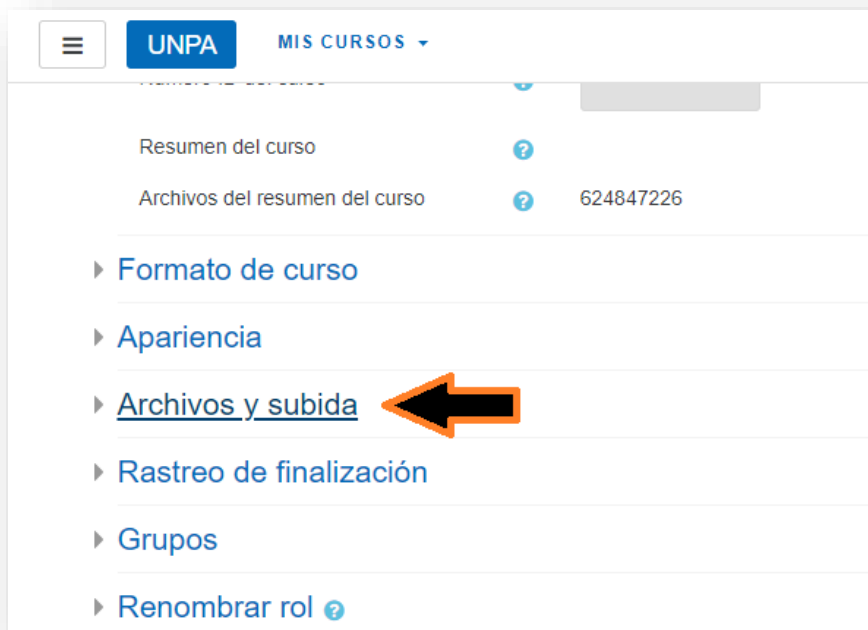 UNPA MIS CURSOS
Resumen del curso
Archivos del resumen del curso 624847226
Formato de curso
Apariencia
Archivos y subida
Rastreo de finalización
Grupos
Renombrar rol